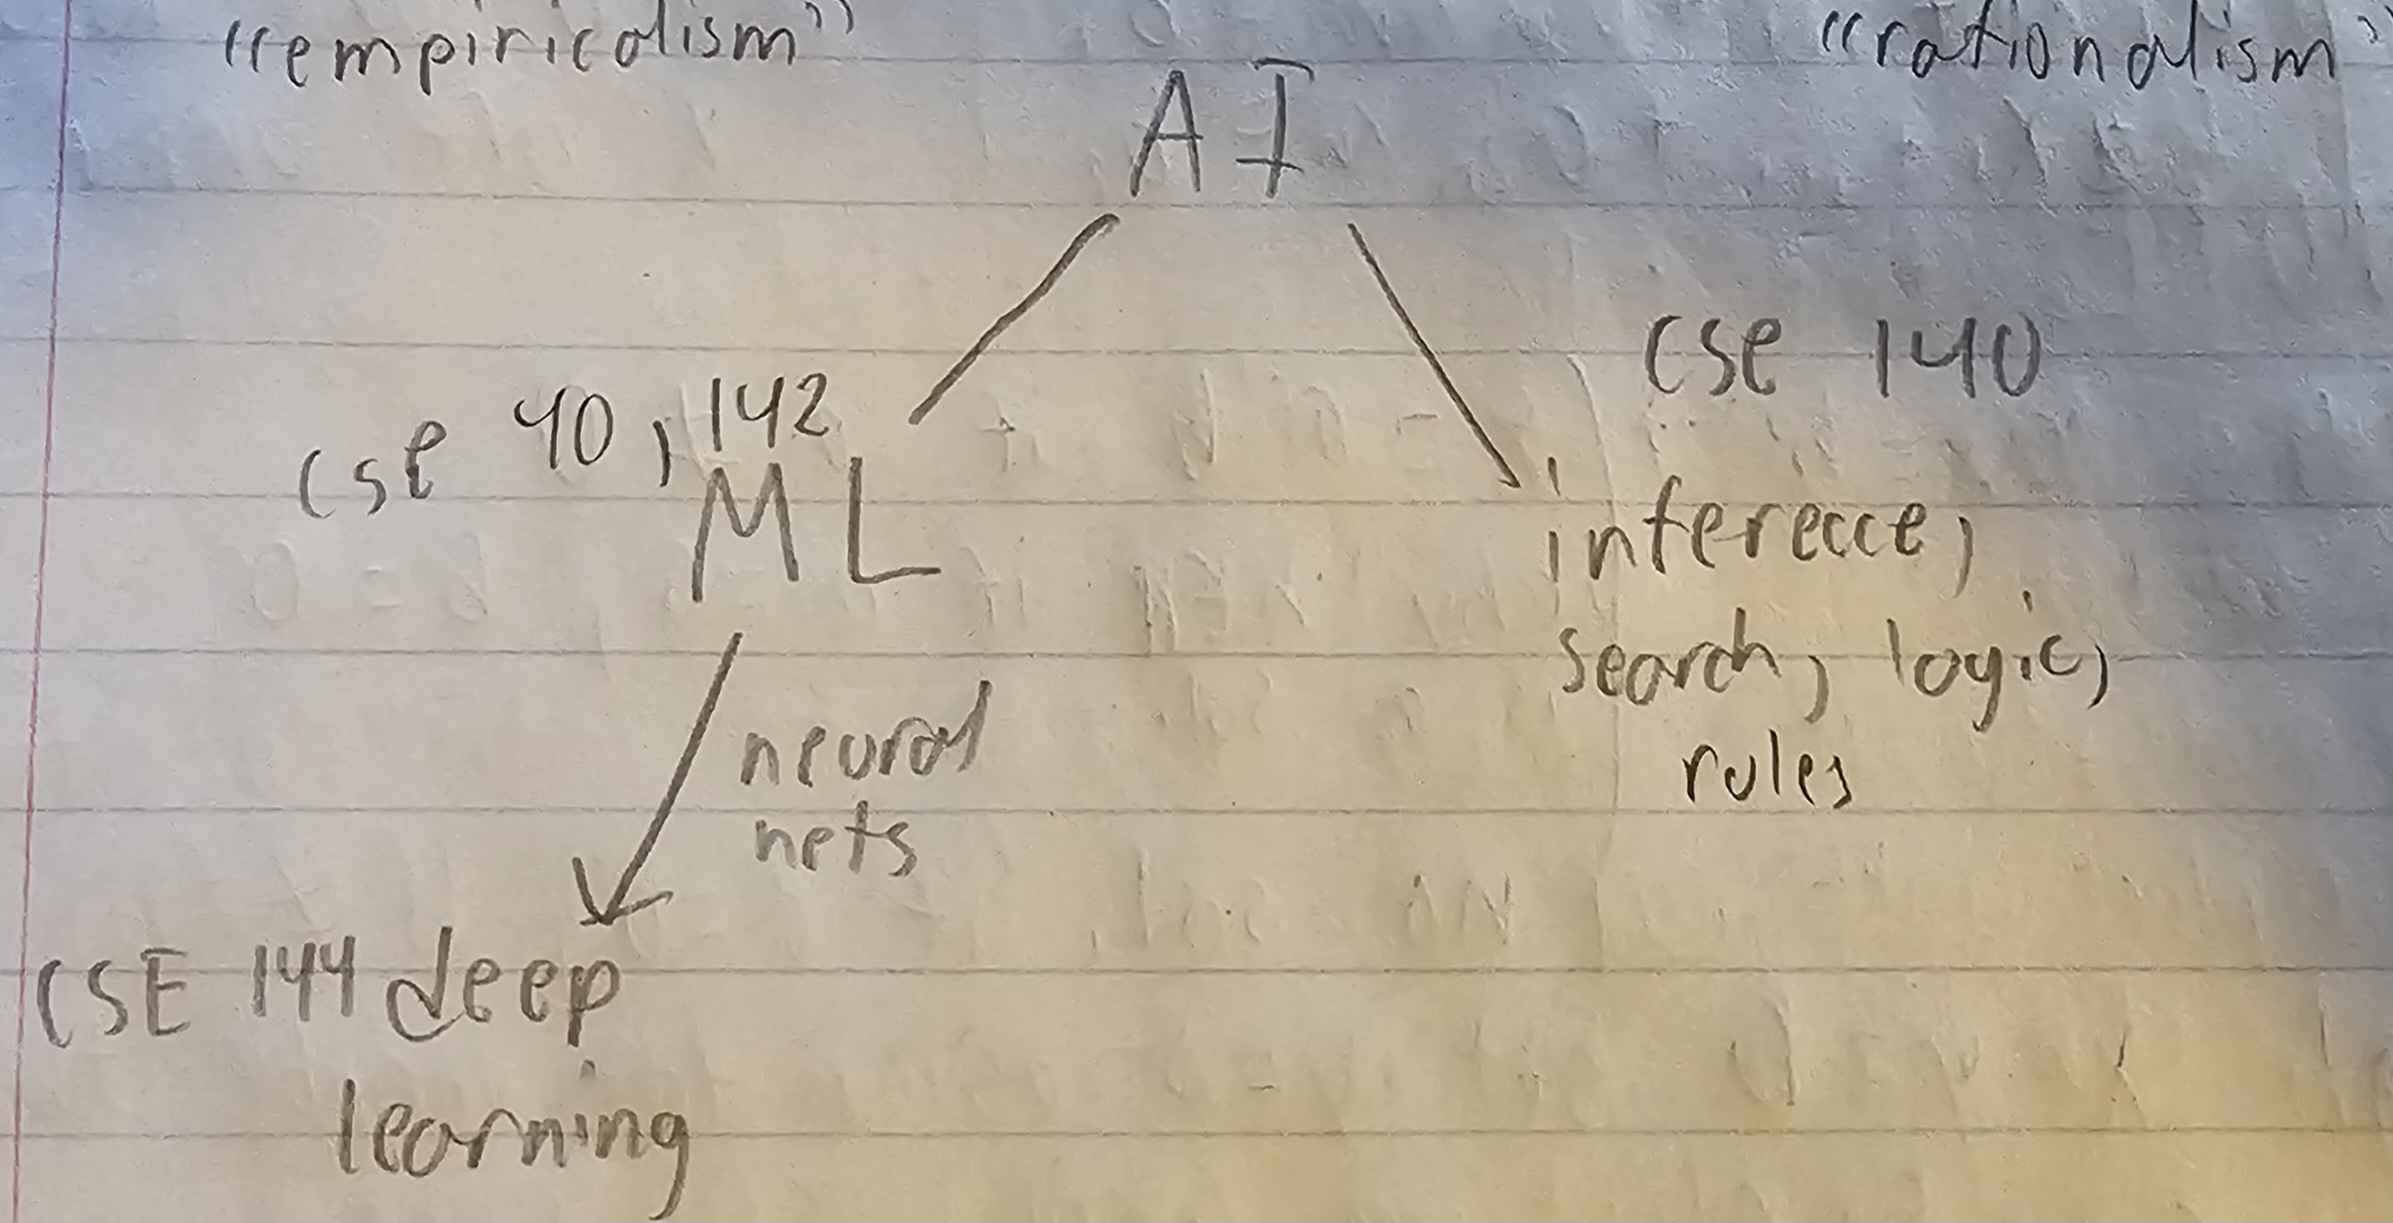 "empiricalism"
"rationalism"
AI
cse 140
cse 40, 142
ML
inferecce,
search, logic,
rules
neural
nets
CSE 144 deep
learning